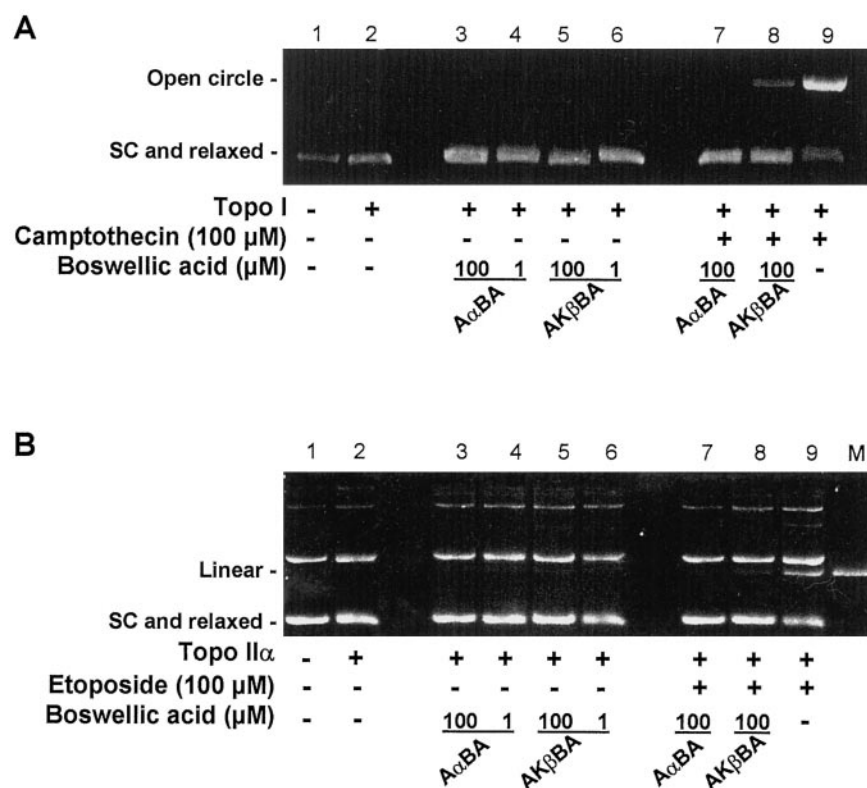 A
1 2 3 4 5 6 7 8 9
Open circle -
SC and relaxed -
Topo I - + + + + + + + +
Camptothecin (100 µM) - - - - - - + + +
Boswellic acid (µM) - - 100 1 100 1 100 100 -
AαBA AKβBA AαBA AKβBA
B
1 2 3 4 5 6 7 8 9 M
Linear -
SC and relaxed -
Topo IIα - + + + + + + + +
Etoposide (100 µM) - - - - - - + + +
Boswellic acid (µM) - - 100 1 100 1 100 100 -
AαBA AKβBA AαBA AKβBA